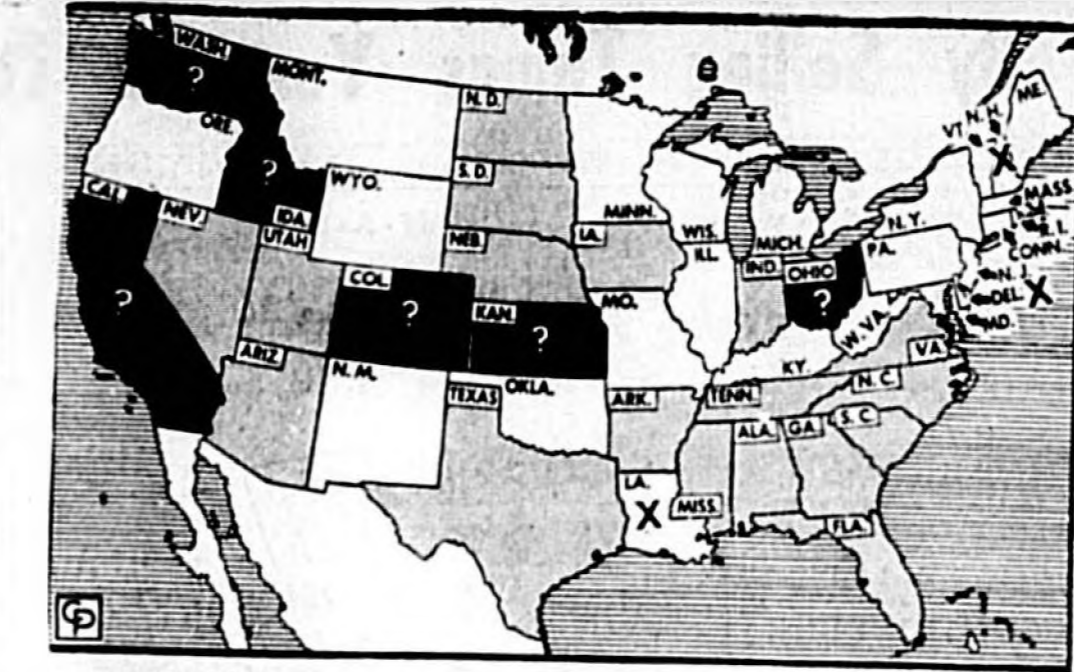 WASH.
?
MONT.
N. D.
ME.
N. H.
VT.
X
ORE.
?
IDA.
WYO.
S. D.
MINN.
WIS.
MICH.
N. Y.
MASS.
R. I.
CONN.
CAL.
NEV.
UTAH
NEB.
IA.
ILL.
IND.
OHIO
?
PA.
N. J.
DEL.
X
MD.
?
COL.
?
KAN.
?
MO.
W. VA.
VA.
ARIZ.
N. M.
TEXAS
OKLA.
ARK.
KY.
TENN.
N. C.
S. C.
ALA.
GA.
LA.
X
MISS.
FLA.
CP